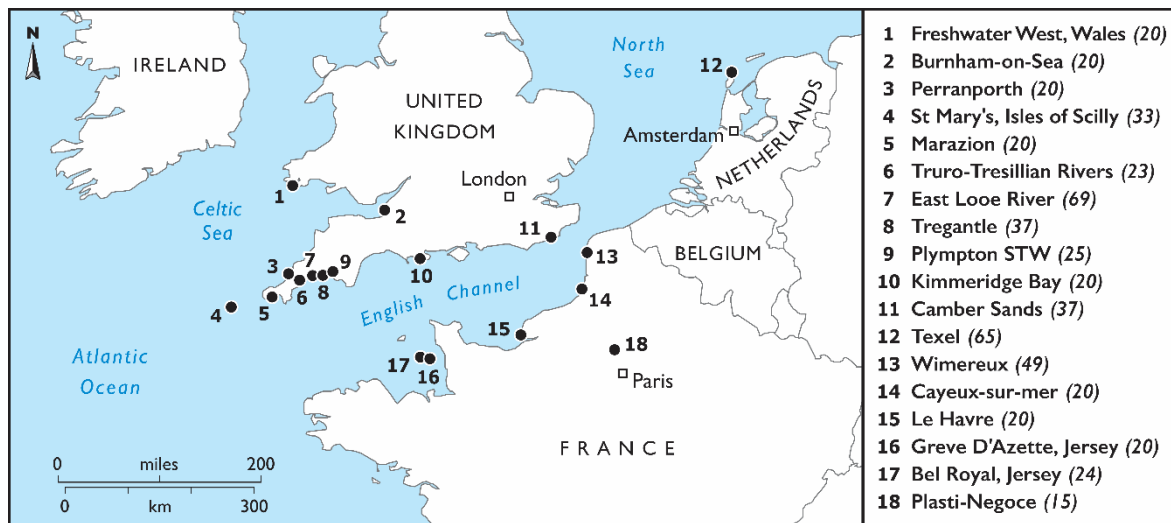 N
IRELAND
North
Sea
12
UNITED
KINGDOM
Amsterdam
NETHERLANDS
London
1
2
Celtic
Sea
11
BELGIUM
13
3
7
9
10
6
8
5
4
English Channel
14
15
18
Paris
17
16
Atlantic
Ocean
FRANCE
0 miles 200
0 km 300
1 Freshwater West, Wales (20)
2 Burnham-on-Sea (20)
3 Perranporth (20)
4 St Mary's, Isles of Scilly (33)
5 Marazion (20)
6 Truro-Tresillian Rivers (23)
7 East Looe River (69)
8 Tregantle (37)
9 Plympton STW (25)
10 Kimmeridge Bay (20)
11 Camber Sands (37)
12 Texel (65)
13 Wimereux (49)
14 Cayeux-sur-mer (20)
15 Le Havre (20)
16 Greve D'Azette, Jersey (20)
17 Bel Royal, Jersey (24)
18 Plasti-Negoce (15)